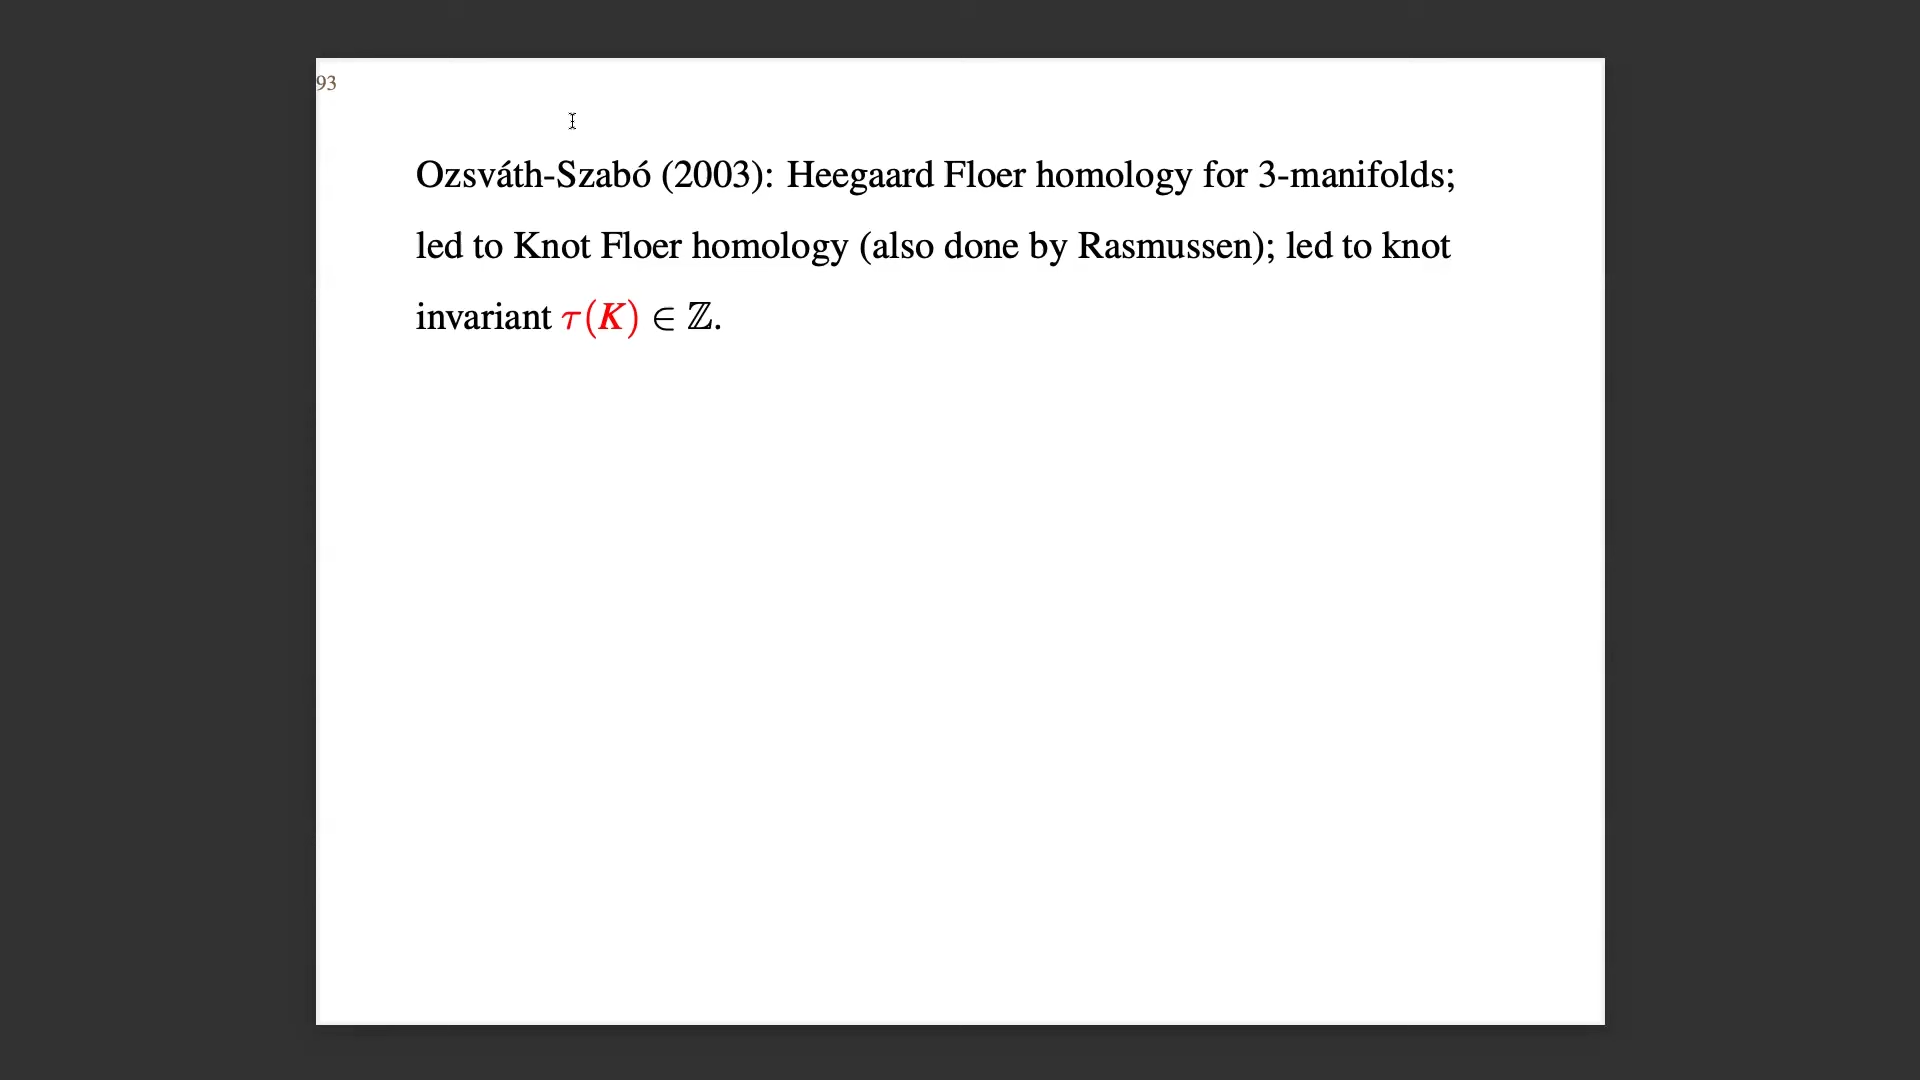 93
Ozsváth-Szabó (2003): Heegaard Floer homology for 3-manifolds;
led to Knot Floer homology (also done by Rasmussen); led to knot
invariant τ(K) ∈ ℤ.